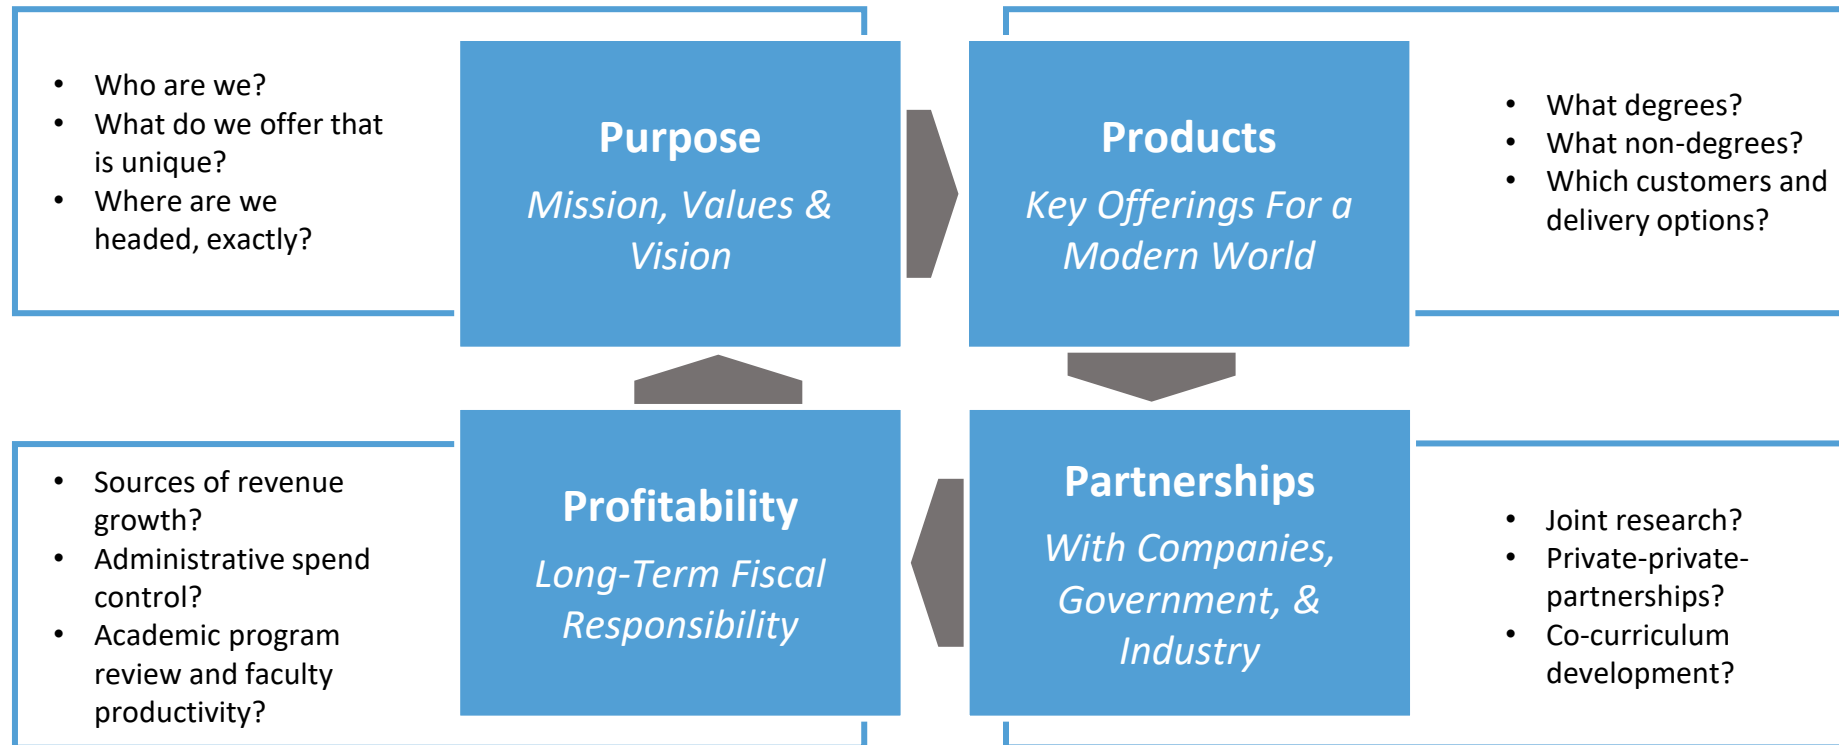 • Who are we?
• What do we offer that
is unique?
• Where are we
headed, exactly?
Purpose
Mission, Values &
Vision
Products
Key Offerings For a
Modern World
• What degrees?
• What non-degrees?
• Which customers and
delivery options?
• Sources of revenue
growth?
• Administrative spend
control?
• Academic program
review and faculty
productivity?
Profitability
Long-Term Fiscal
Responsibility
Partnerships
With Companies,
Government, &
Industry
• Joint research?
• Private-private-
partnerships?
• Co-curriculum
development?